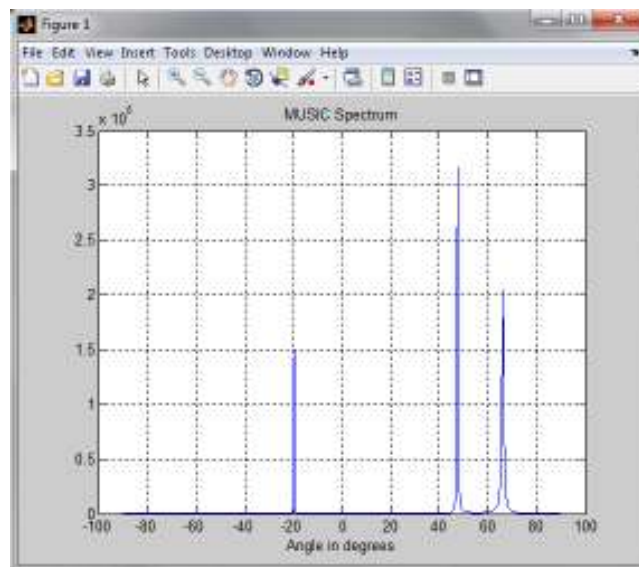 Figure 1
File Edit View Insert Tools Desktop Window Help
MUSIC Spectrum
3.5
3
2.5
2
1.5
1
0.5
0
-100 -80 -60 -40 -20 0 20 40 60 80 100
Angle in degrees